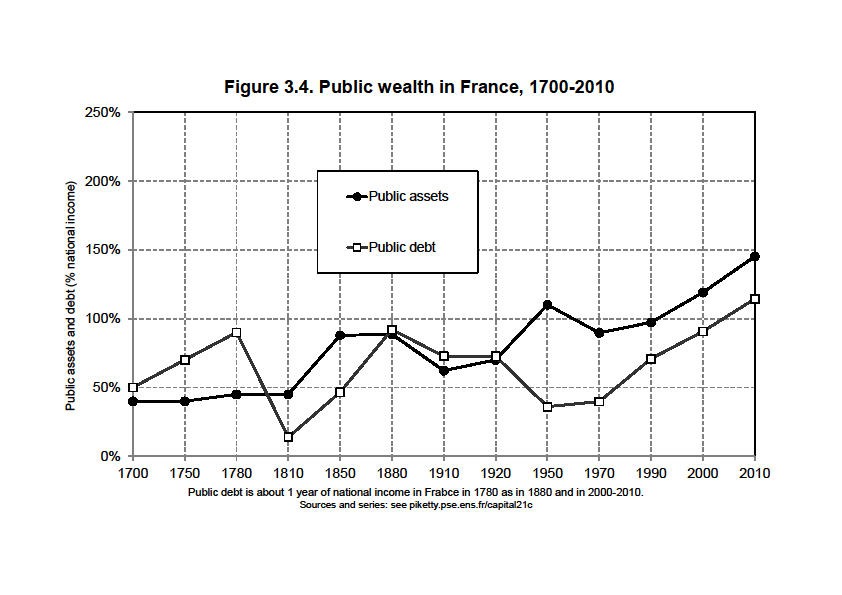 Figure 3.4. Public wealth in France, 1700-2010
Public assets and debt (% national income)
250%
200%
150%
100%
50%
0%
Public assets
Public debt
1700 1750 1780 1810 1850 1880 1910 1920 1950 1970 1990 2000 2010
Public debt is about 1 year of national income in Frabce in 1780 as in 1880 and in 2000-2010.
Sources and series: see piketty.pse.ens.fr/capital21c